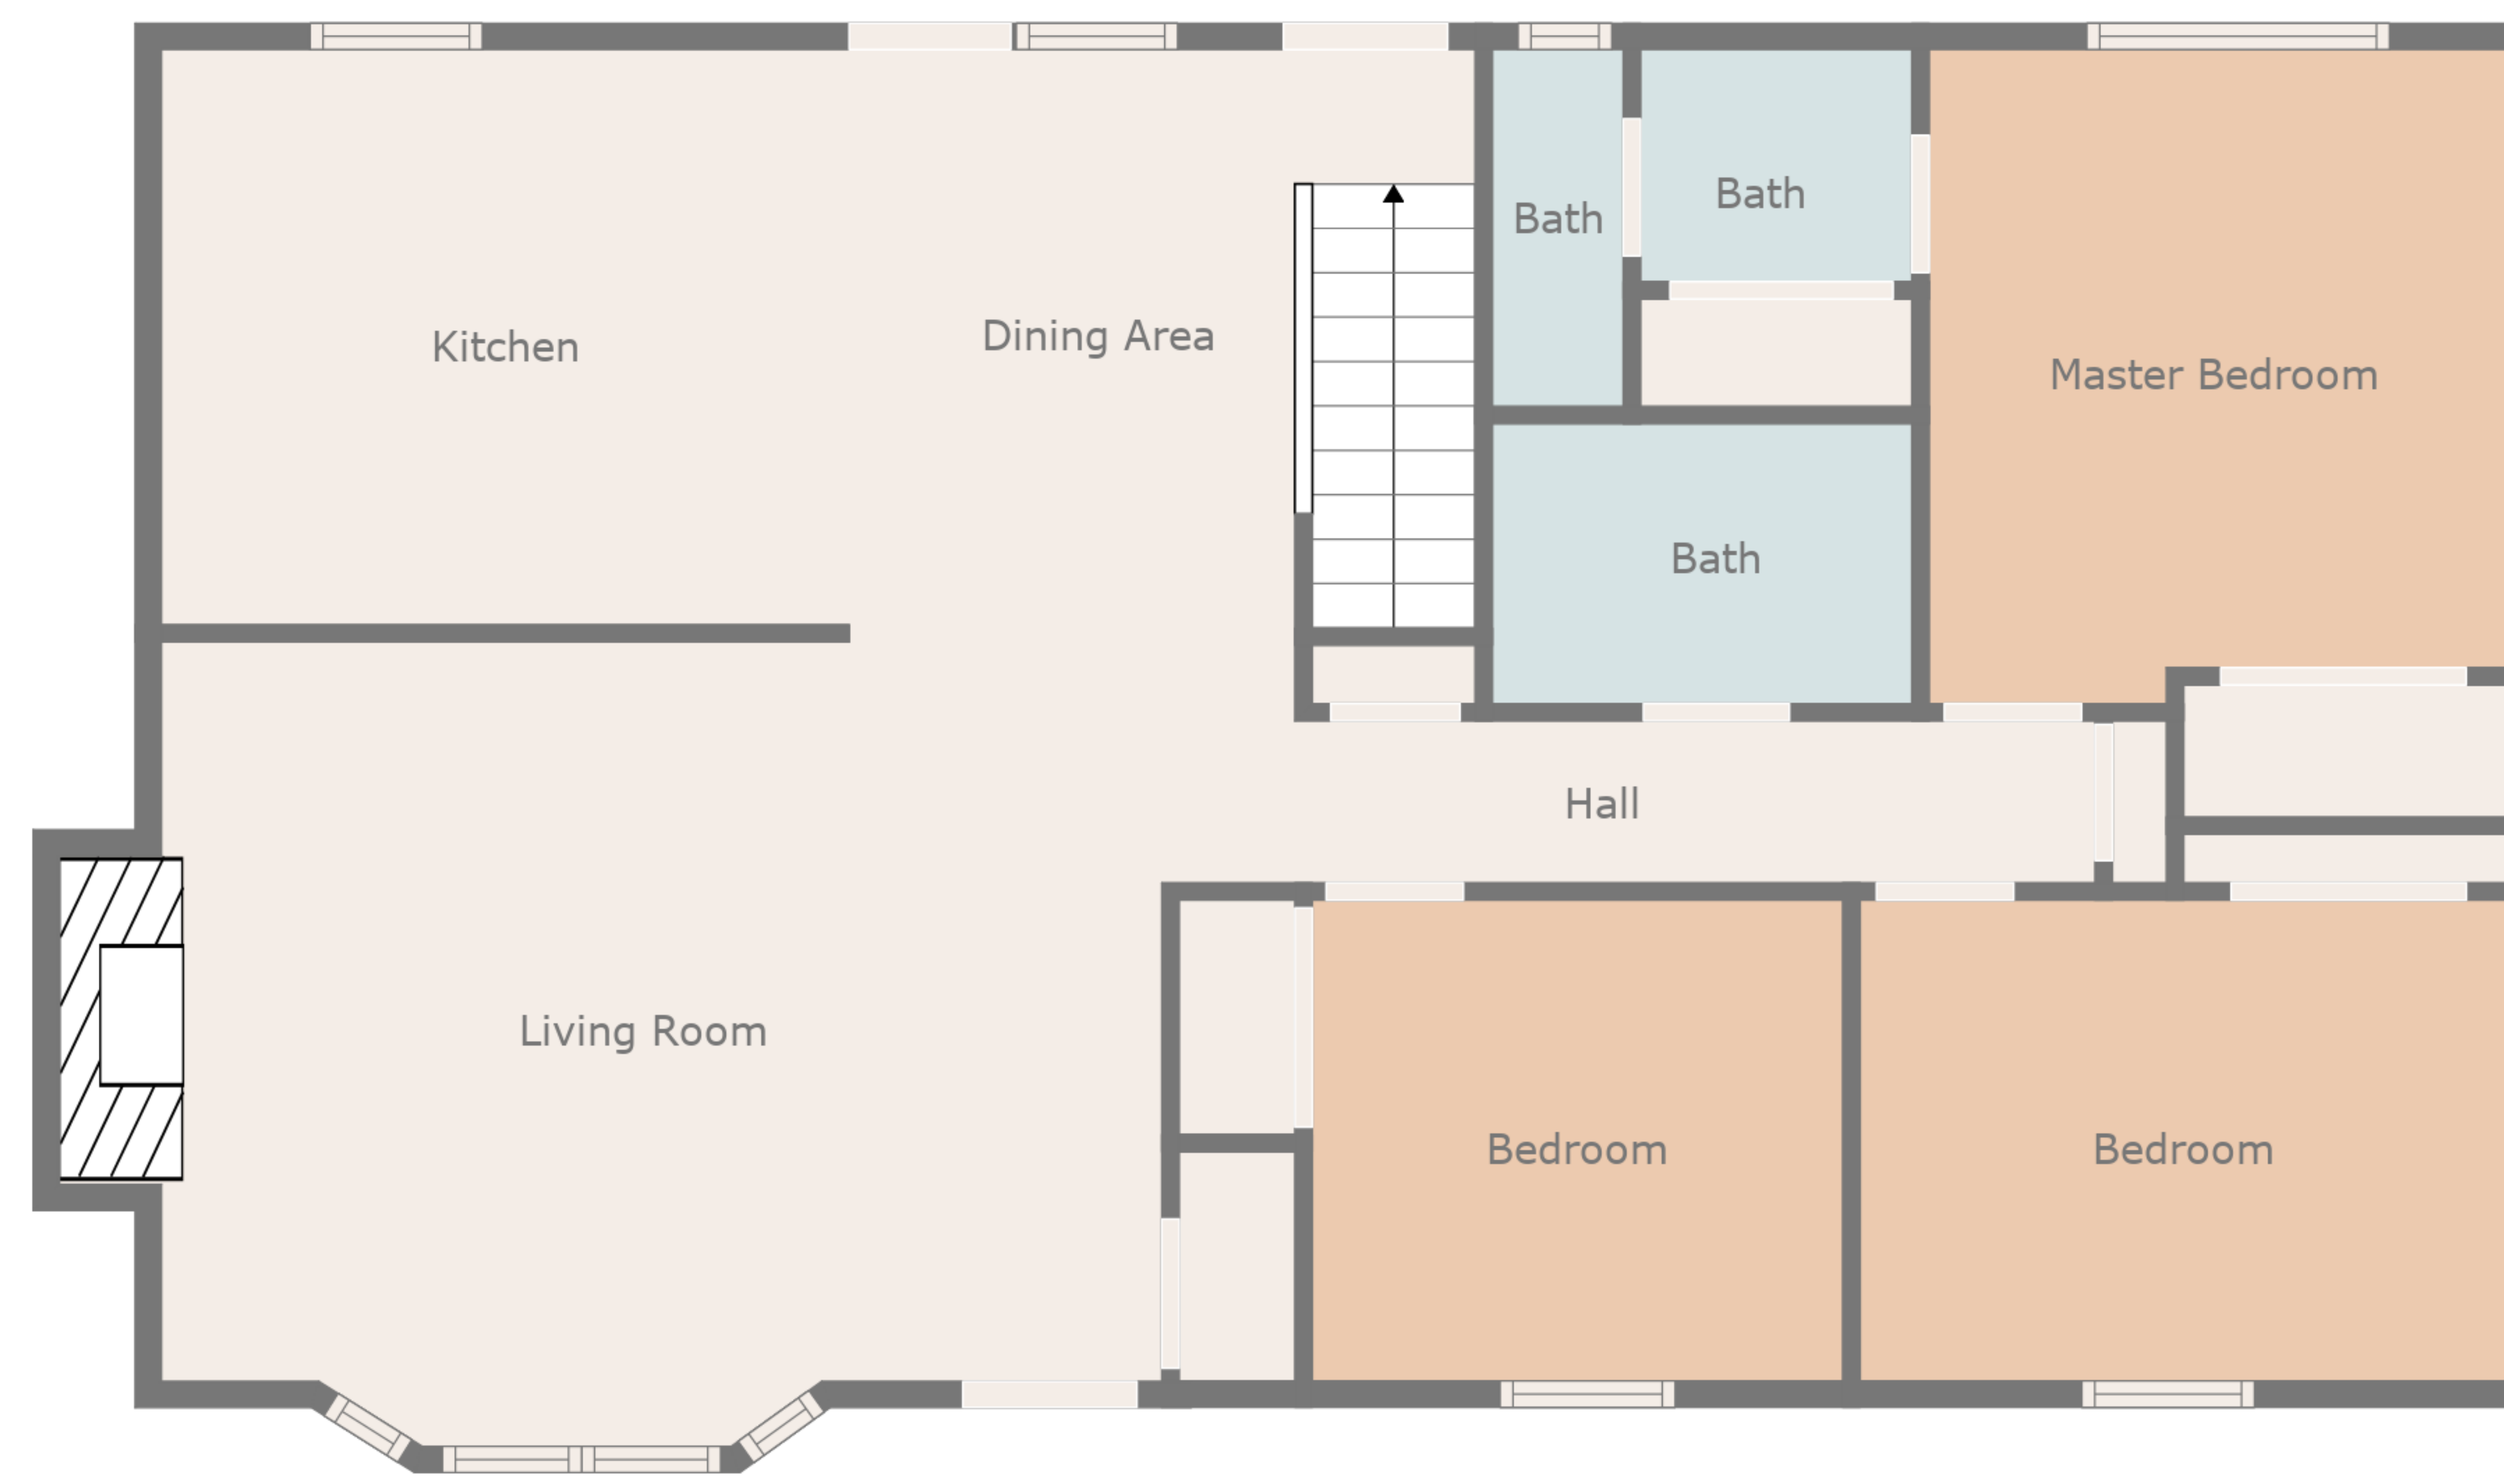 Bath
Bath
Kitchen
Dining Area
Master Bedroom
Bath
Hall
Living Room
Bedroom
Bedroom